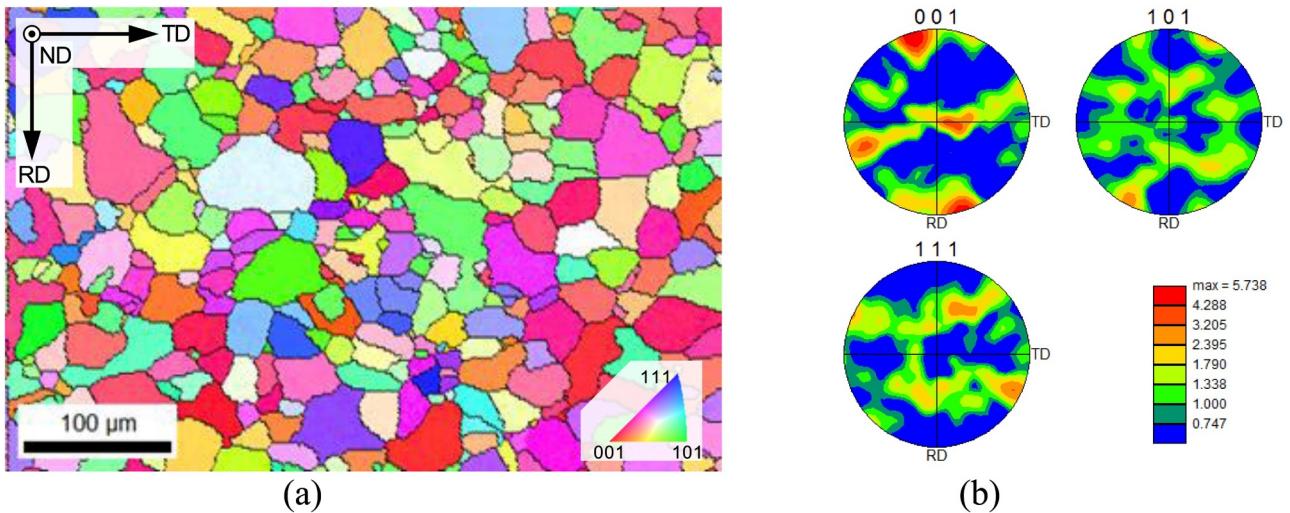 TD
ND
RD
100 µm
111
001
101
(a)
0 0 1
TD
RD
1 0 1
TD
RD
1 1 1
TD
RD
max = 5.738
4.288
3.205
2.395
1.790
1.338
1.000
0.747
(b)